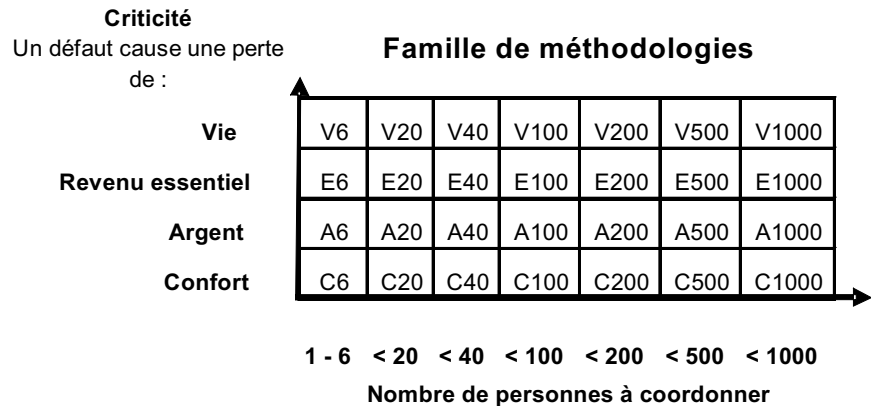 Criticité
Un défaut cause une perte
de :
Famille de méthodologies
Vie V6 V20 V40 V100 V200 V500 V1000
Revenu essentiel E6 E20 E40 E100 E200 E500 E1000
Argent A6 A20 A40 A100 A200 A500 A1000
Confort C6 C20 C40 C100 C200 C500 C1000
1 - 6 < 20 < 40 < 100 < 200 < 500 < 1000
Nombre de personnes à coordonner